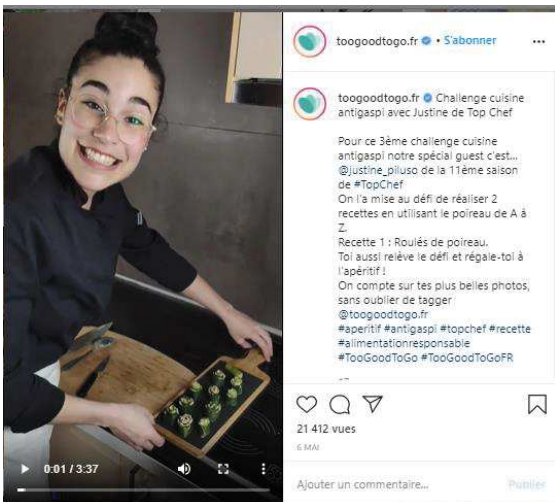 toogoodtogo.fr • S'abonner
toogoodtogo.fr Challenge cuisine
antigaspi avec Justine de Top Chef
Pour ce 3ème challenge cuisine
antigaspi notre spécial guest c'est...
@justine_piluso de la 11ème saison
de #TopChef
On l'a mise au défi de réaliser 2
recettes en utilisant le poireau de A à
Z.
Recette 1 : Roulés de poireau.
Toi aussi relève le défi et régale-toi à
l'apéritif !
On compte sur tes plus belles photos,
sans oublier de tagger
@toogoodtogo.fr
#aperitif #antigaspi #topchef #recette
#alimentationresponsable
#TooGoodToGo #TooGoodToGoFR
21 412 vues
6 MAI
0:01 / 3:37
Ajouter un commentaire... Publier